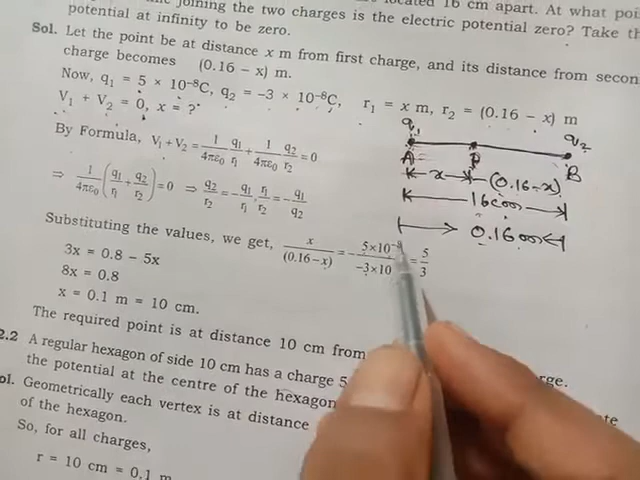 joining the two charges is the electric potential zero? Take the
potential at infinity to be zero.
Sol. Let the point be at distance x m from first charge, and its distance from second
charge becomes (0.16 – x) m.
Now, q₁ = 5 × 10⁻⁸C, q₂ = –3 × 10⁻⁸C, r₁ = x m, r₂ = (0.16 – x) m
V₁ + V₂ = 0, x = ?
q₁
q₂
By Formula, V₁ + V₂ = 1/4πε₀ q₁/r₁ + 1/4πε₀ q₂/r₂ = 0
A P B
x (0.16-x)
⇒ 1/4πε₀ (q₁/r₁ + q₂/r₂) = 0 ⇒ q₂/r₂ = – q₁/r₁, r₁/r₂ = – q₁/q₂
16cm
0.16m
Substituting the values, we get, x/(0.16–x) = – 5×10⁻⁸/–3×10 = 5/3
3x = 0.8 – 5x
8x = 0.8
x = 0.1 m = 10 cm.
The required point is at distance 10 cm from
2.2 A regular hexagon of side 10 cm has a charge 5
the potential at the centre of the hexagon
Geometrically each vertex is at distance
of the hexagon.
So, for all charges,
r = 10 cm = 0.1 m